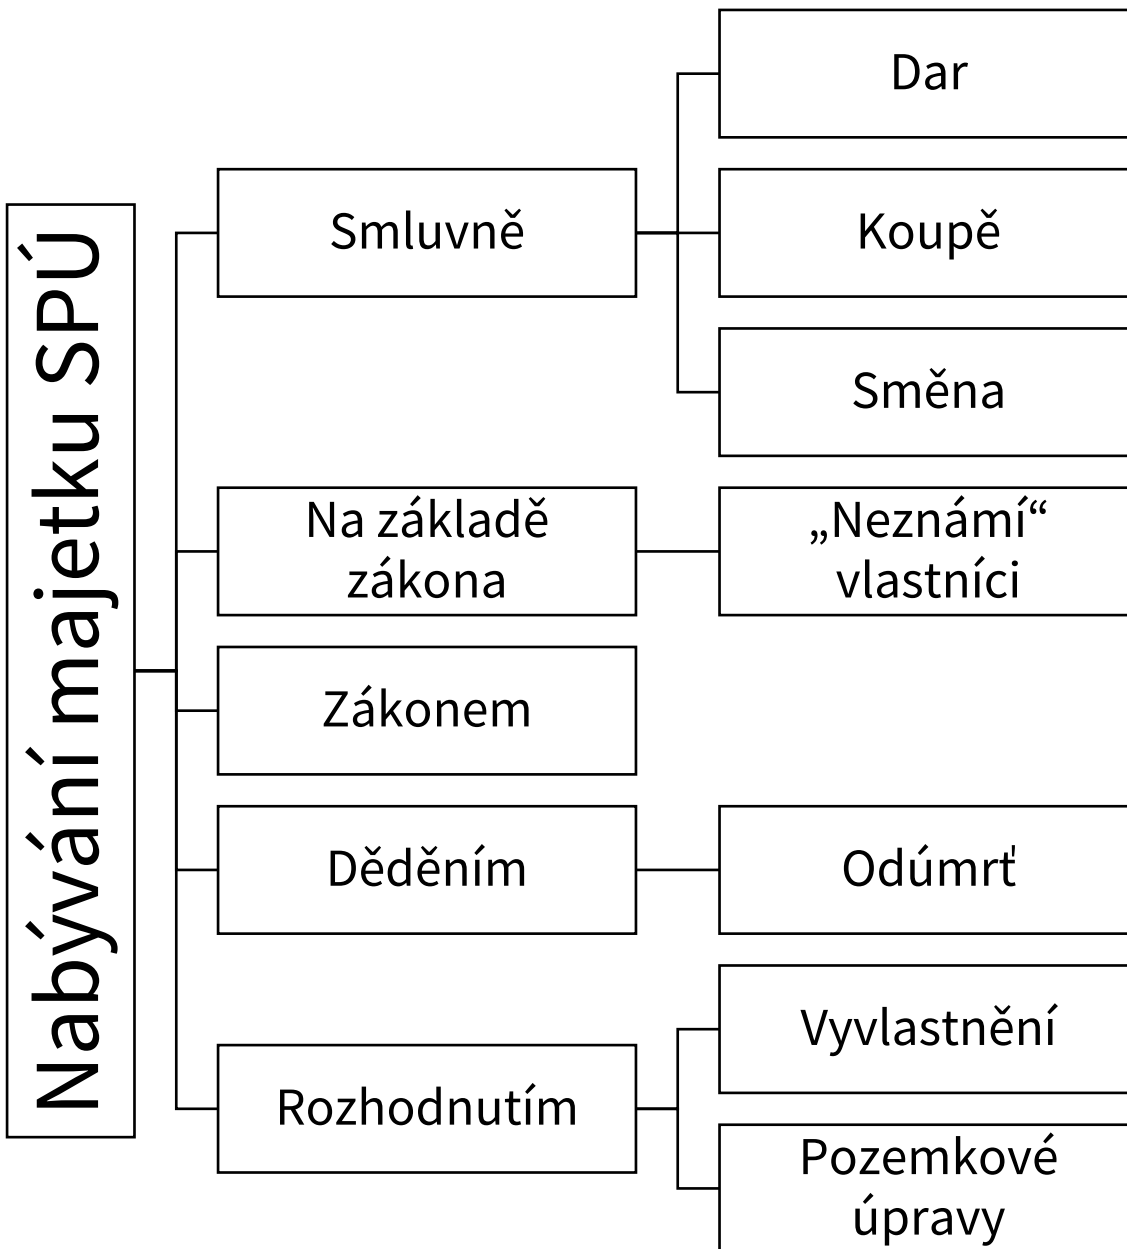 Nabývání majetku SPÚ
Smluvně
Dar
Koupě
Směna
Na základě
zákona
„Neznámí“
vlastníci
Zákonem
Děděním
Odúmrť
Rozhodnutím
Vyvlastnění
Pozemkové
úpravy